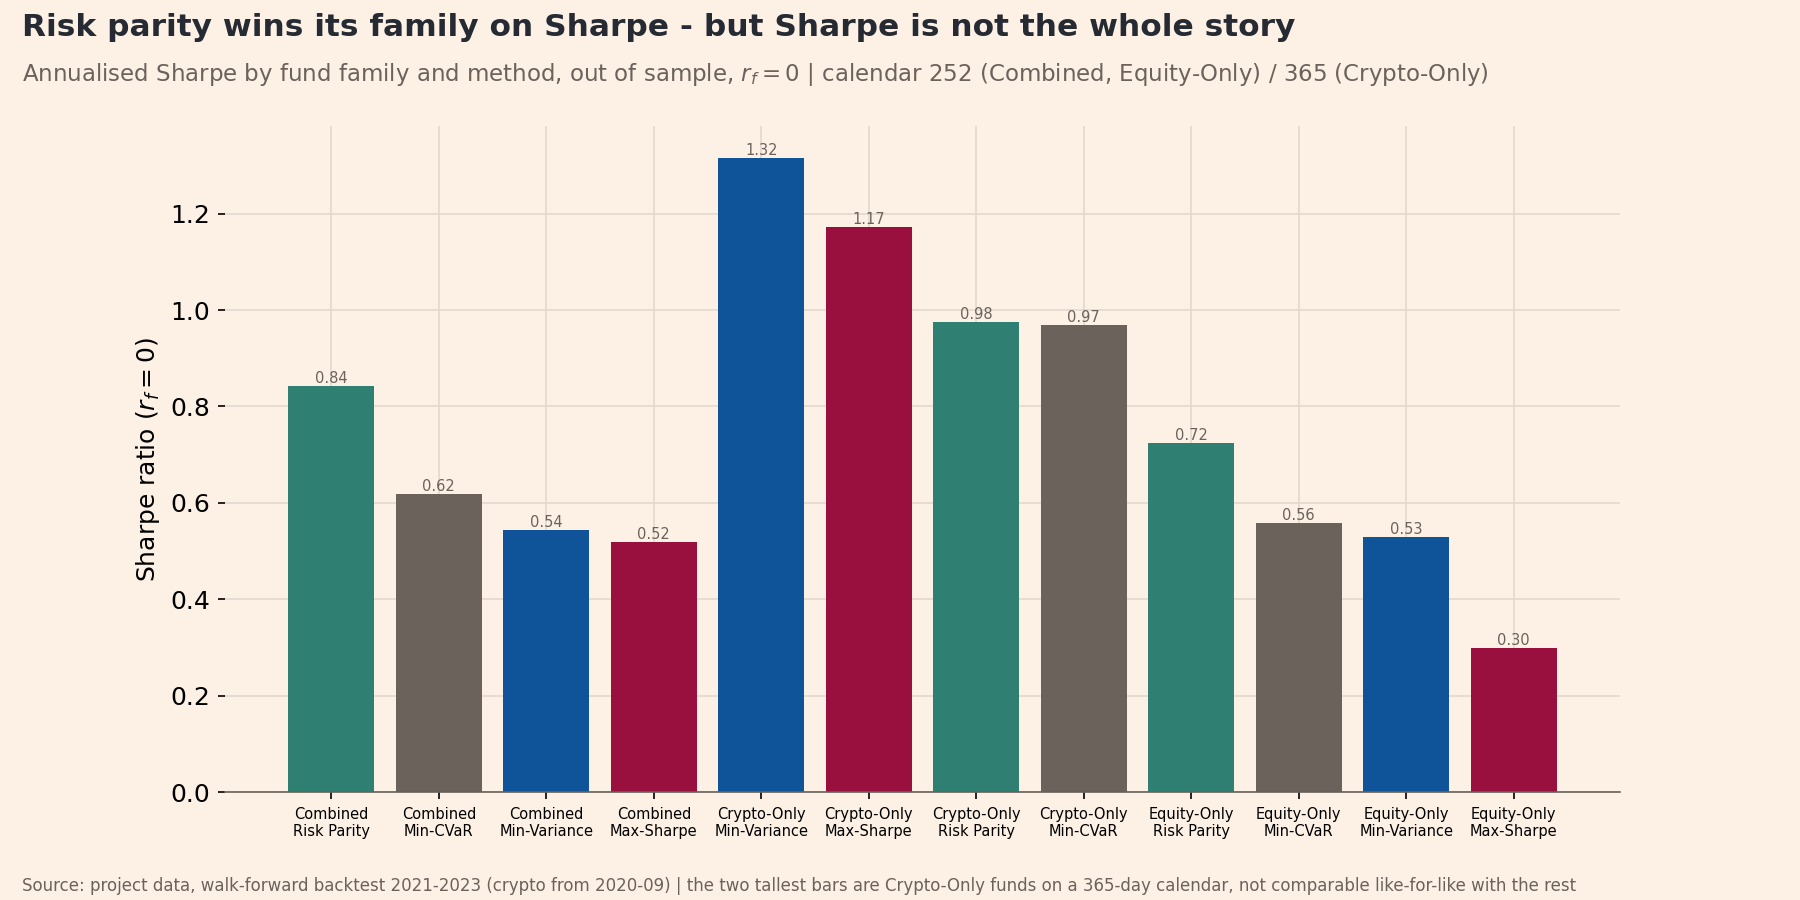 Risk parity wins its family on Sharpe - but Sharpe is not the whole story
Annualised Sharpe by fund family and method, out of sample, r_f = 0 | calendar 252 (Combined, Equity-Only) / 365 (Crypto-Only)
Sharpe ratio (r_f = 0)
1.2
1.0
0.8
0.6
0.4
0.2
0.0
0.84
0.62
0.54
0.52
1.32
1.17
0.98
0.97
0.72
0.56
0.53
0.30
Combined
Risk Parity
Combined
Min-CVaR
Combined
Min-Variance
Combined
Max-Sharpe
Crypto-Only
Min-Variance
Crypto-Only
Max-Sharpe
Crypto-Only
Risk Parity
Crypto-Only
Min-CVaR
Equity-Only
Risk Parity
Equity-Only
Min-CVaR
Equity-Only
Min-Variance
Equity-Only
Max-Sharpe
Source: project data, walk-forward backtest 2021-2023 (crypto from 2020-09) | the two tallest bars are Crypto-Only funds on a 365-day calendar, not comparable like-for-like with the rest